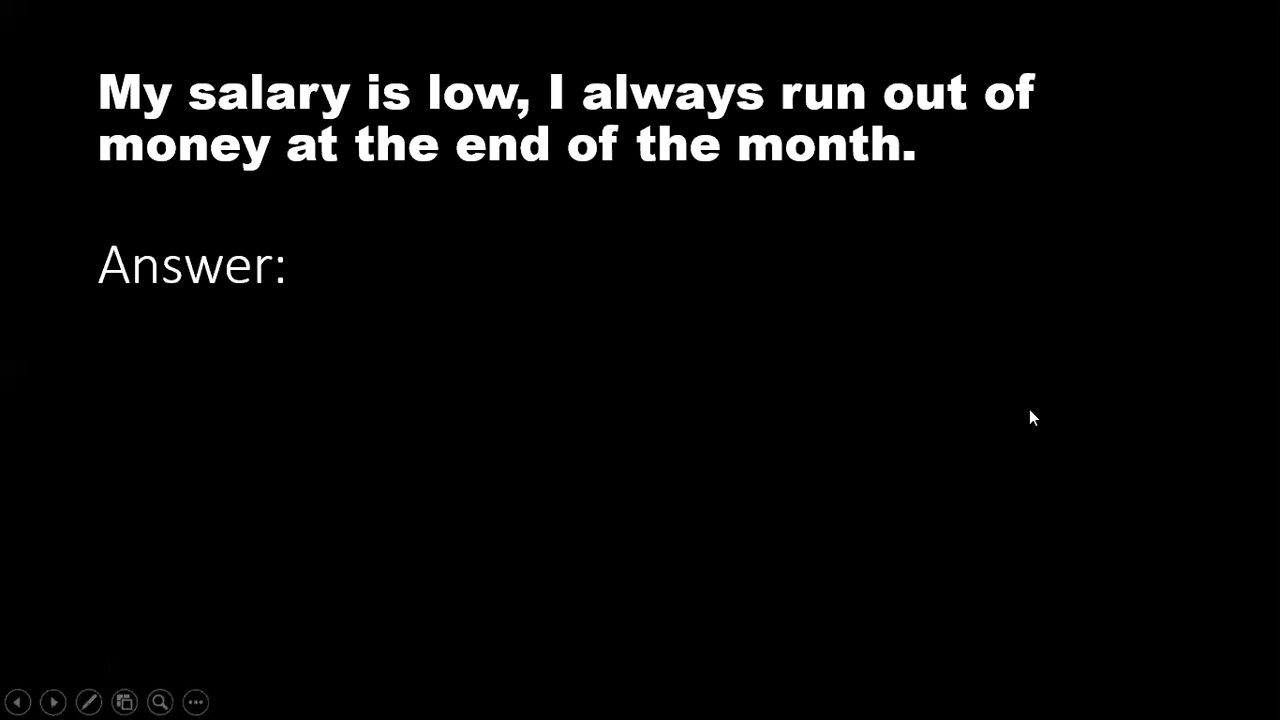 My salary is low, I always run out of
money at the end of the month.
Answer: